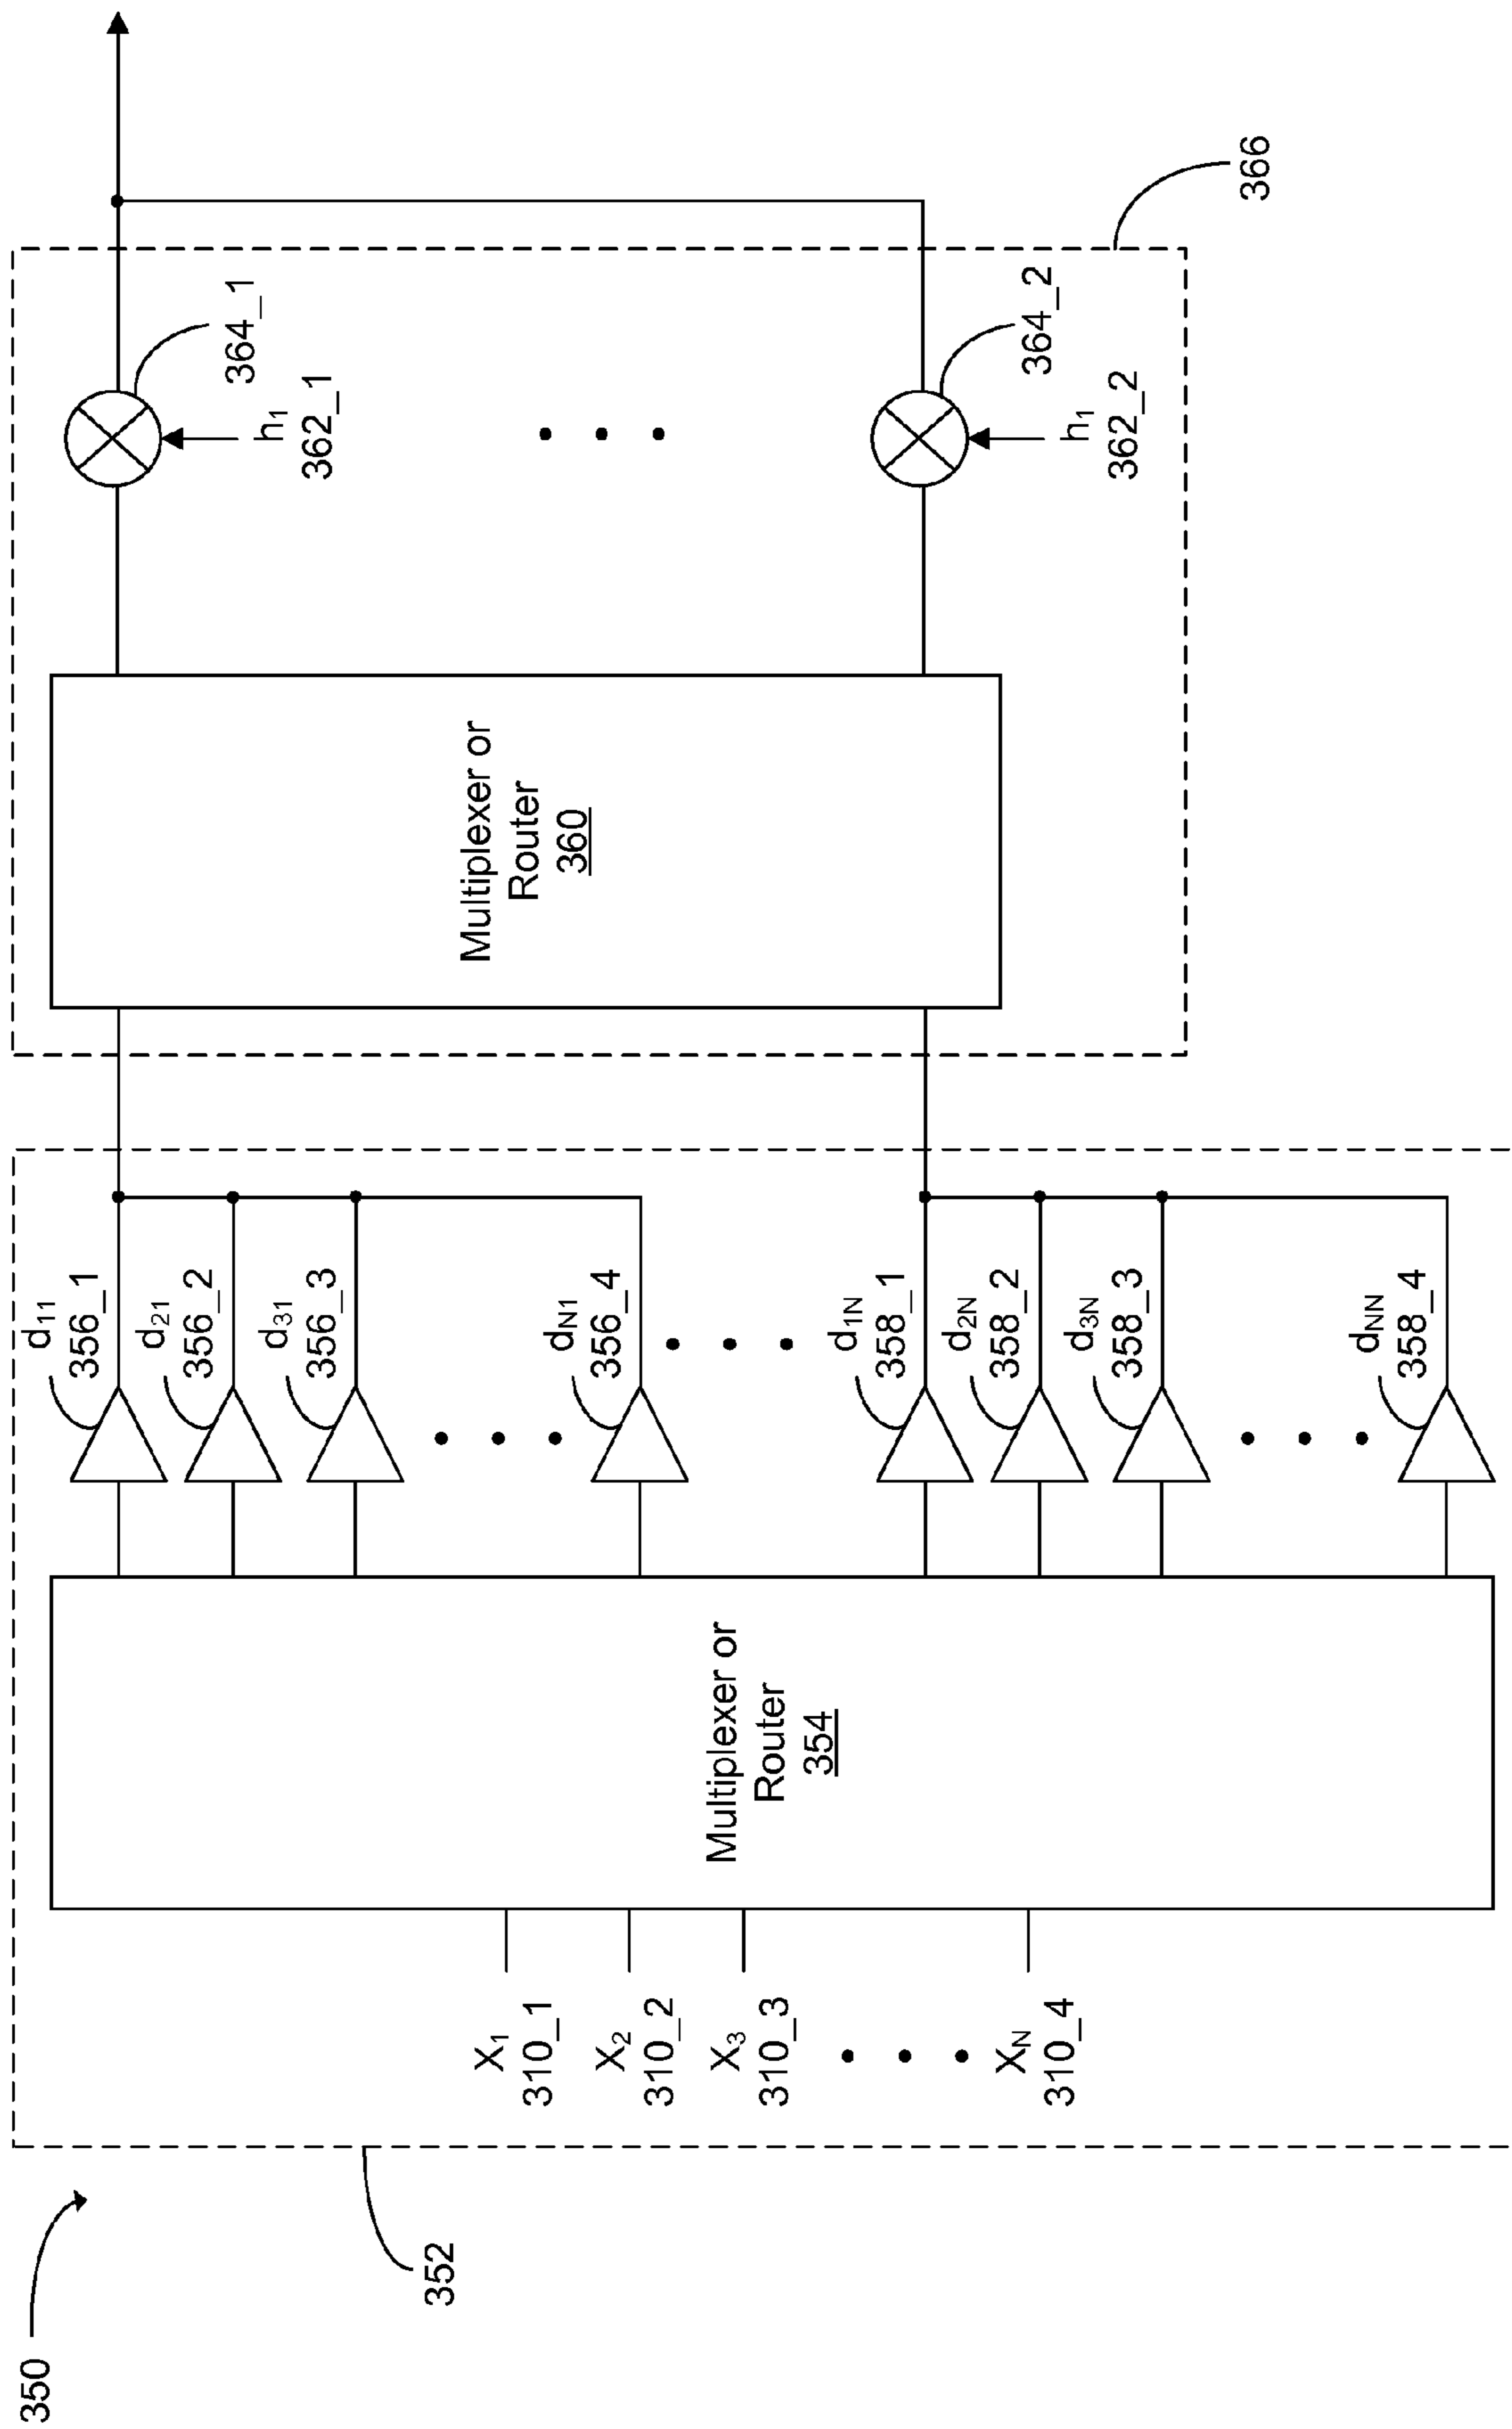 350
352
X1
310_1
X2
310_2
X3
310_3
XN
310_4
Multiplexer or
Router
354
d11
356_1
d21
356_2
d31
356_3
dN1
356_4
d1N
358_1
d2N
358_2
d3N
358_3
dNN
358_4
Multiplexer or
Router
360
h1
362_1
364_1
h1
362_2
364_2
366